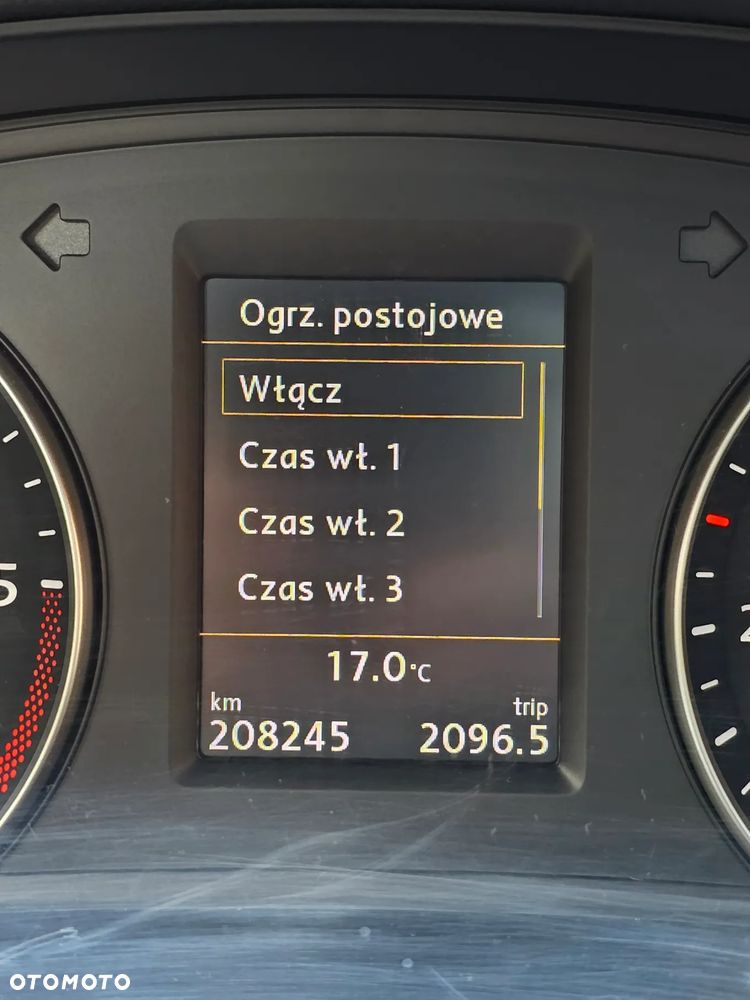 Ogrz. postojowe
Włącz
Czas wł. 1
Czas wł. 2
5
Czas wł. 3
17.0°C
km trip
208245 2096.5
OTOMOTO